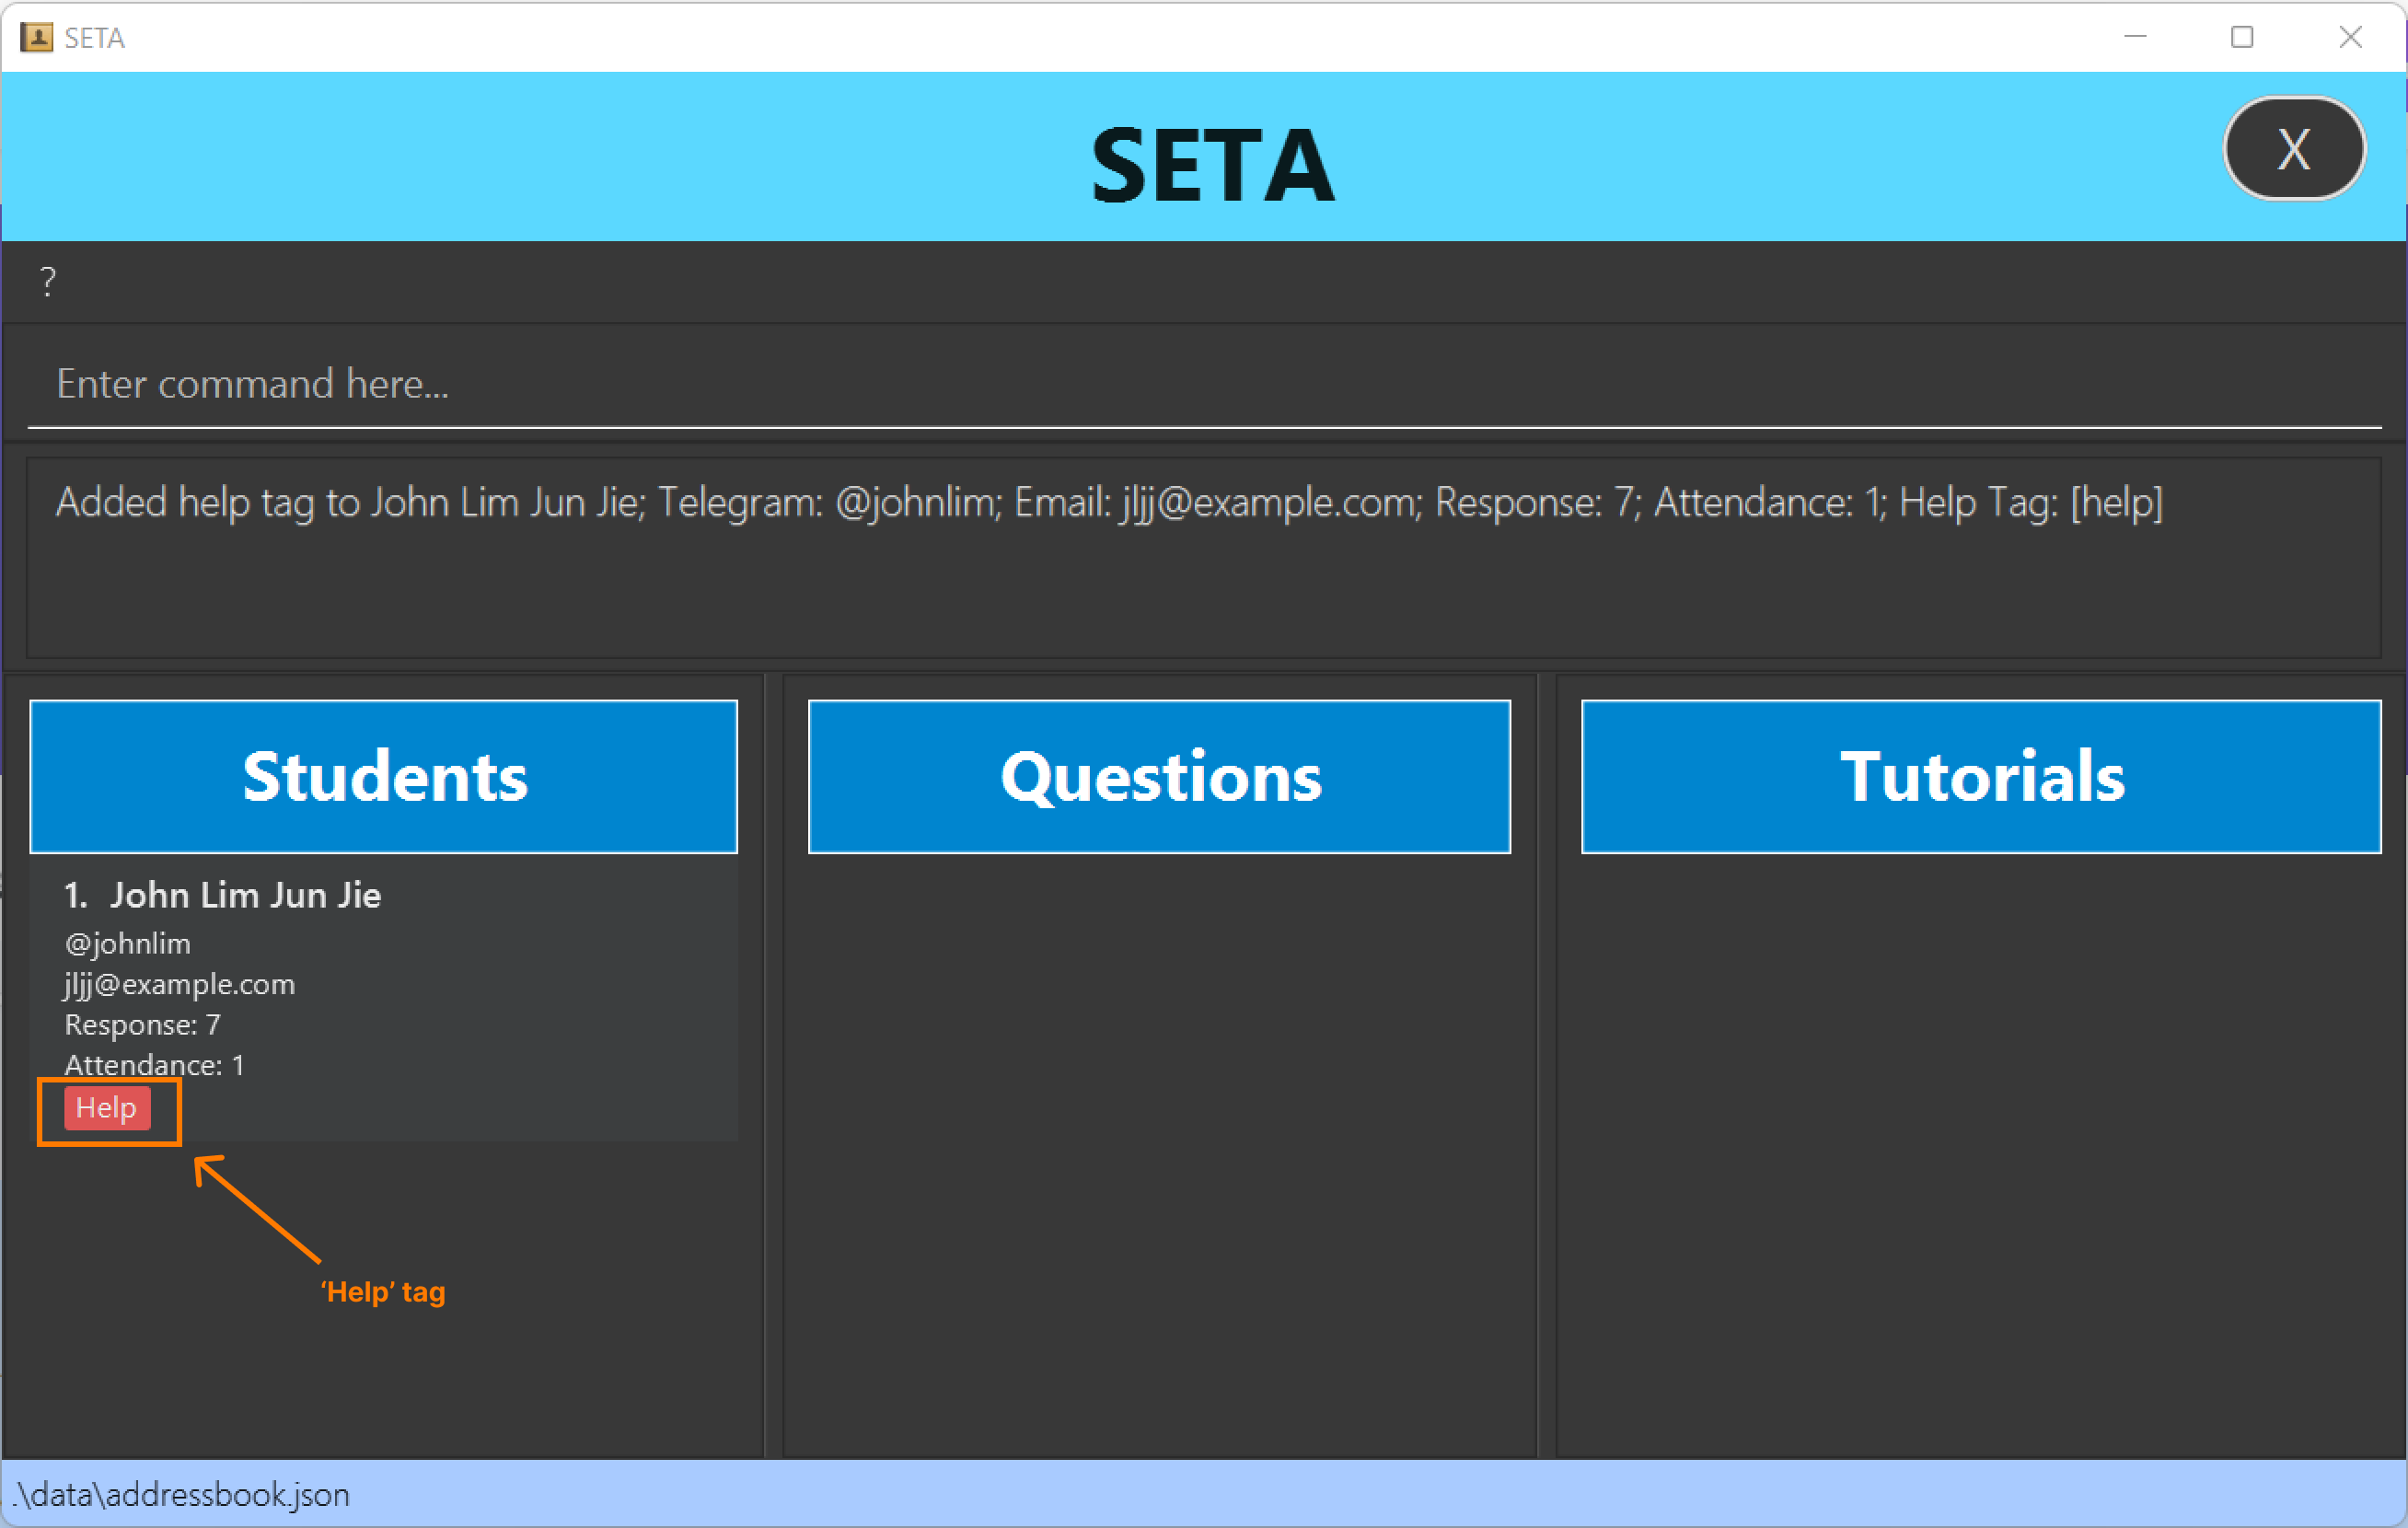 SETA
SETA
X
?
Enter command here...
Added help tag to John Lim Jun Jie; Telegram: @johnlim; Email: jljj@example.com; Response: 7; Attendance: 1; Help Tag: [help]
Students
Questions
Tutorials
1. John Lim Jun Jie
@johnlim
jljj@example.com
Response: 7
Attendance: 1
Help
‘Help’ tag
.\data\addressbook.json